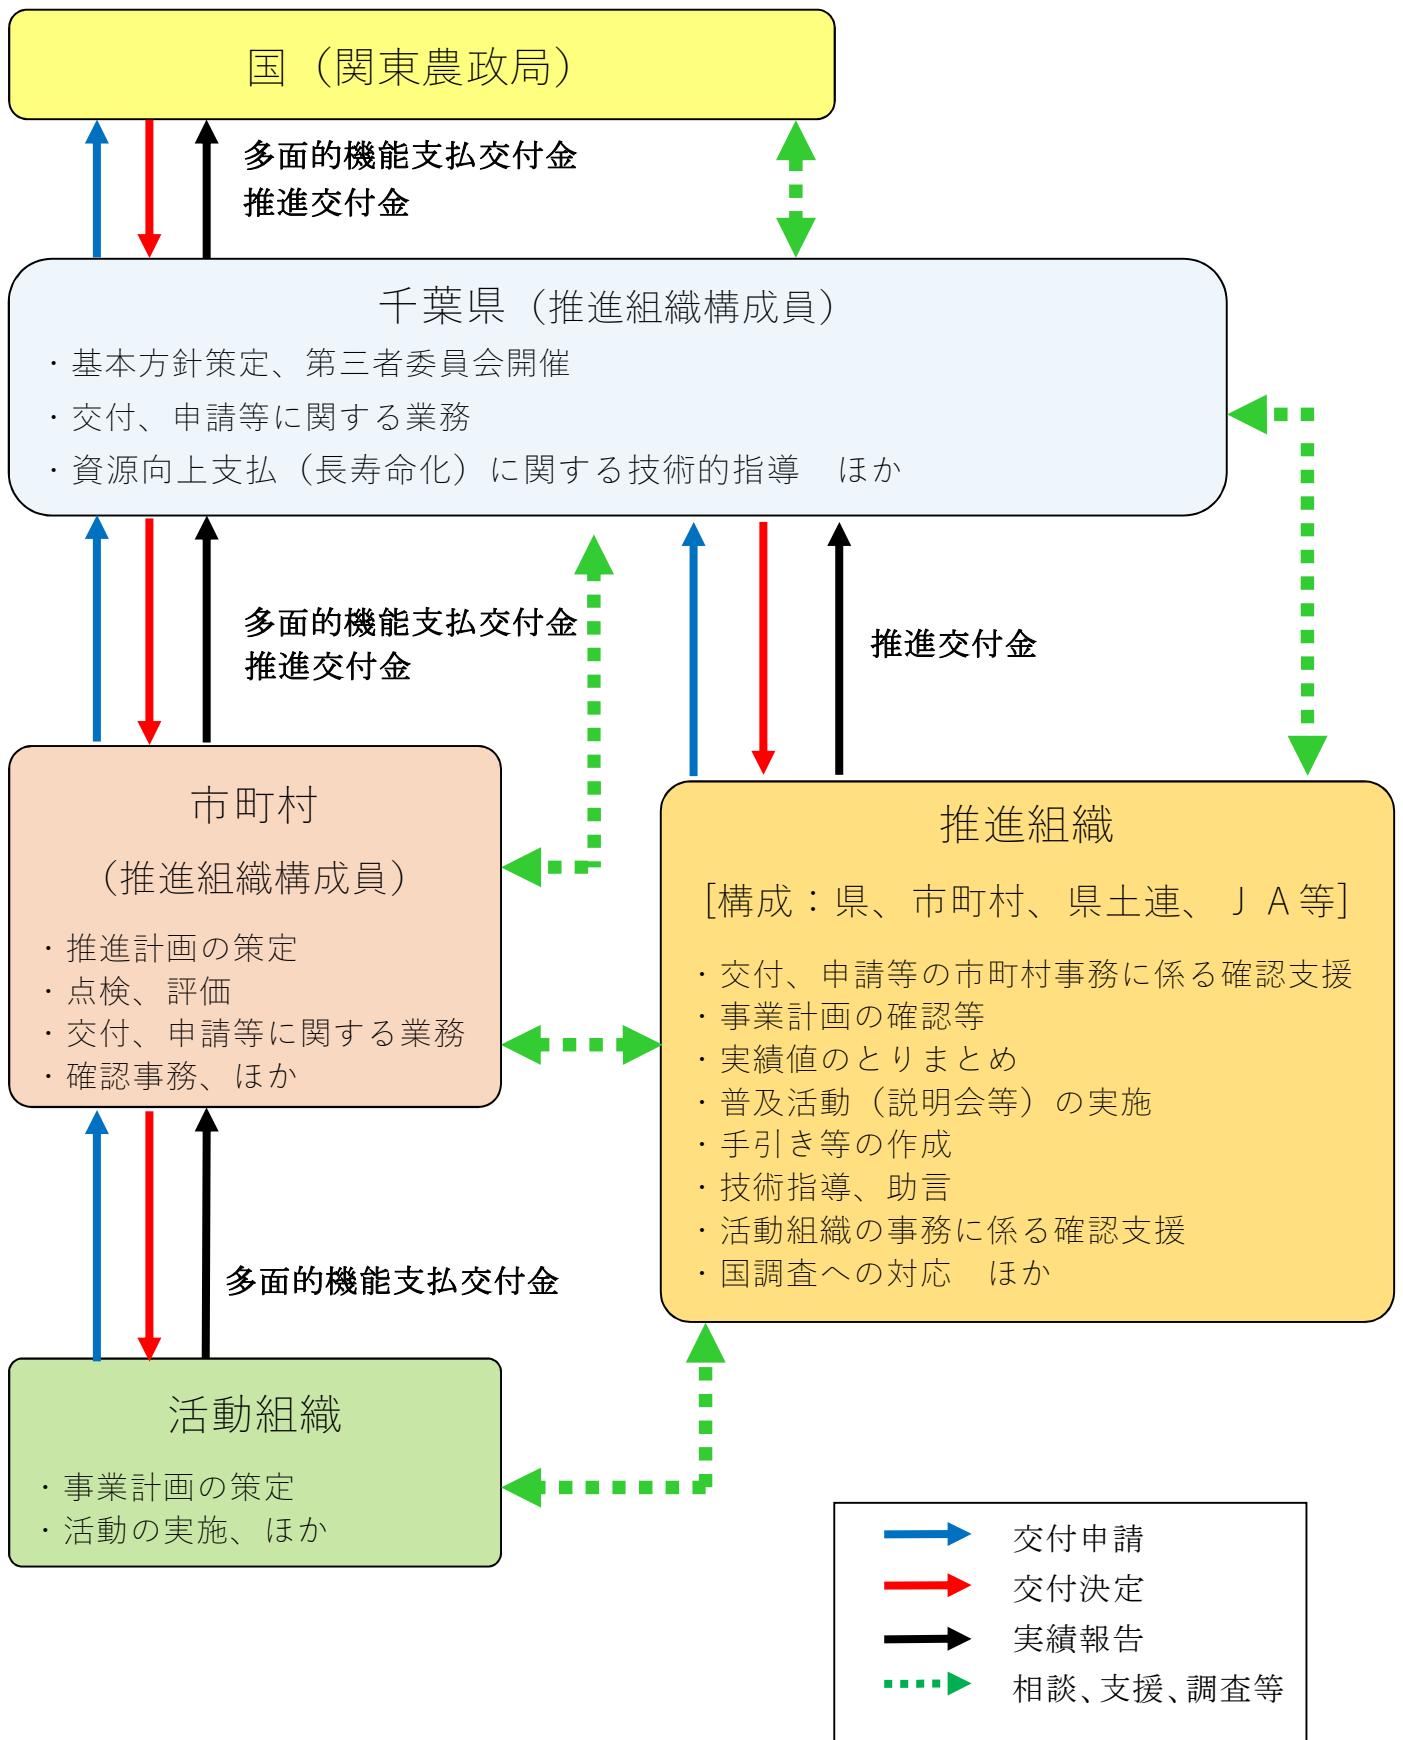 国（関東農政局）
多面的機能支払交付金
推進交付金
千葉県（推進組織構成員）
・基本方針策定、第三者委員会開催
・交付、申請等に関する業務
・資源向上支払（長寿命化）に関する技術的指導　ほか
多面的機能支払交付金
推進交付金
推進交付金
市町村
（推進組織構成員）
・推進計画の策定
・点検、評価
・交付、申請等に関する業務
・確認事務、ほか
推進組織
[構成：県、市町村、県土連、ＪＡ等]
・交付、申請等の市町村事務に係る確認支援
・事業計画の確認等
・実績値のとりまとめ
・普及活動（説明会等）の実施
・手引き等の作成
・技術指導、助言
・活動組織の事務に係る確認支援
・国調査への対応　ほか
多面的機能支払交付金
活動組織
・事業計画の策定
・活動の実施、ほか
交付申請
交付決定
実績報告
相談、支援、調査等